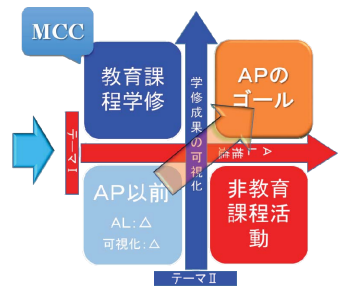 MCC
教育課
程学修
学修成果の可視化
APの
ゴール
テーマⅠ
AL
AP以前
AL:△
可視化:△
非教育
課程活
動
テーマⅡ